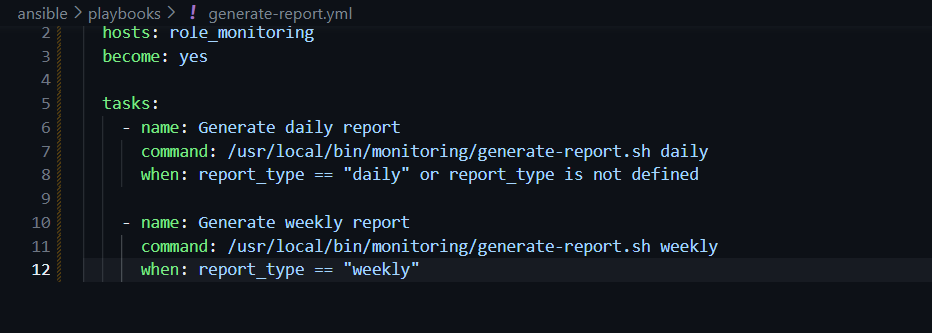 ansible > playbooks > ! generate-report.yml
2 hosts: role_monitoring
3 become: yes
4
5 tasks:
6 - name: Generate daily report
7 command: /usr/local/bin/monitoring/generate-report.sh daily
8 when: report_type == "daily" or report_type is not defined
9
10 - name: Generate weekly report
11 command: /usr/local/bin/monitoring/generate-report.sh weekly
12 when: report_type == "weekly"